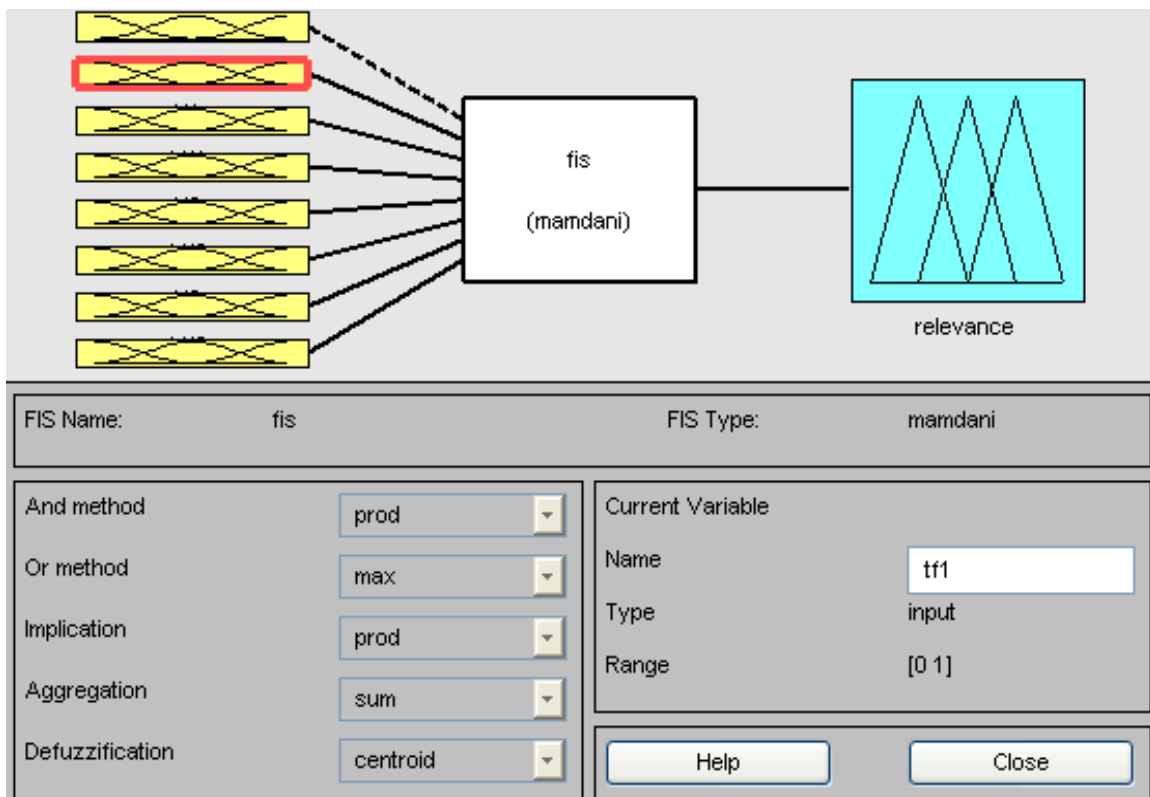 fis
(mamdani)
relevance
FIS Name: fis FIS Type: mamdani
And method prod
Or method max
Implication prod
Aggregation sum
Defuzzification centroid
Current Variable
Name tf1
Type input
Range [0 1]
Help Close